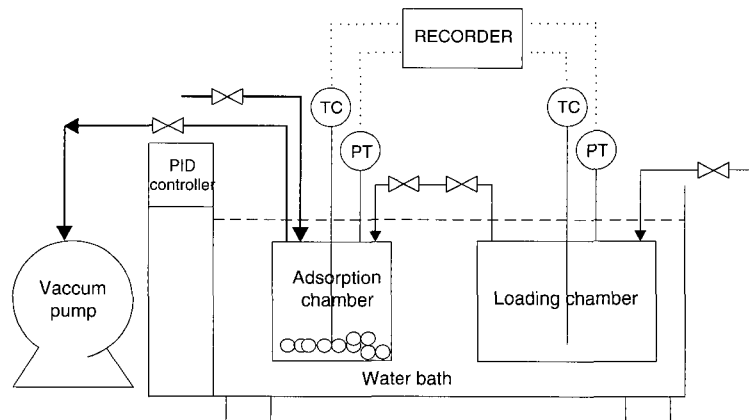 RECORDER
TC
TC
PT
PT
PID
controller
Vaccum
pump
Adsorption
chamber
Loading chamber
Water bath